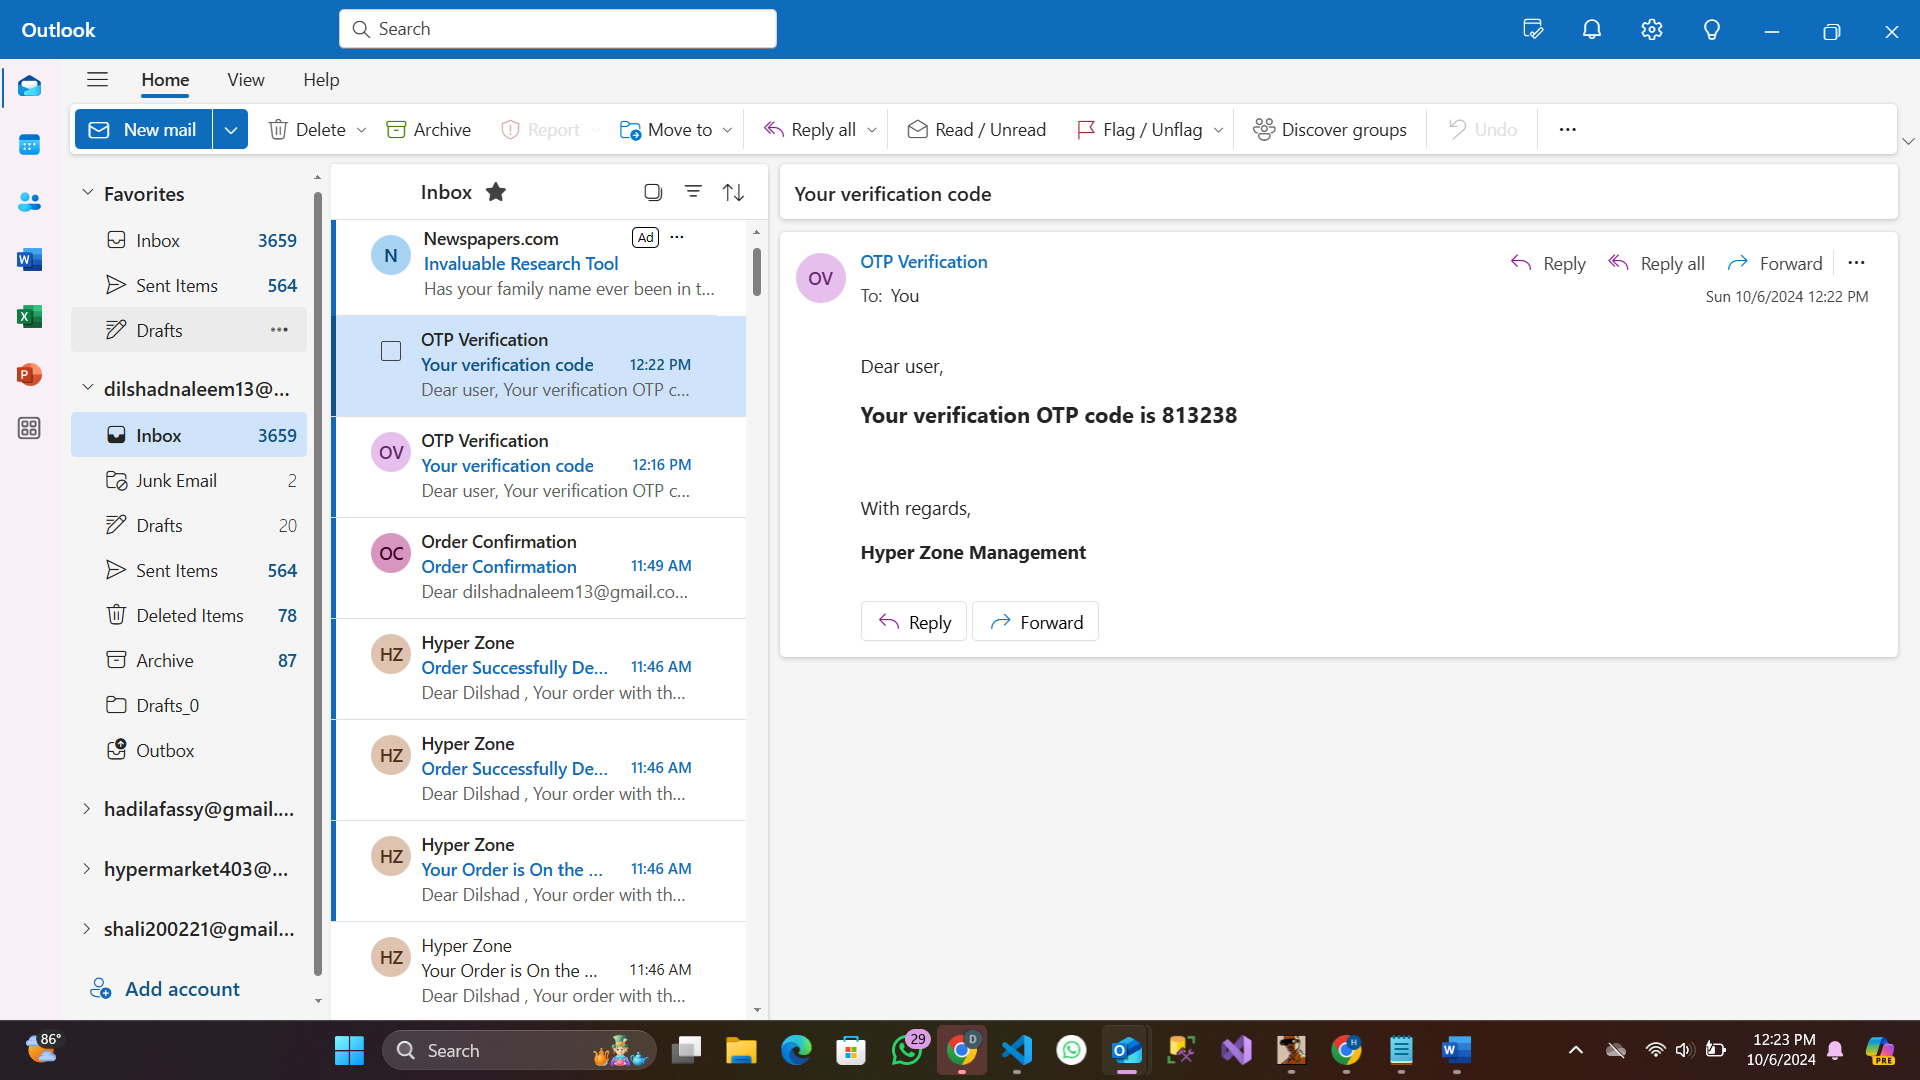 Outlook
Search
Home View Help
New mail Delete Archive Report Move to Reply all Read / Unread Flag / Unflag Discover groups Undo
Favorites
Inbox 3659
Sent Items 564
Drafts
dilshadnaleem13@...
Inbox 3659
Junk Email 2
Drafts 20
Sent Items 564
Deleted Items 78
Archive 87
Drafts_0
Outbox
hadilafassy@gmail....
hypermarket403@...
shali200221@gmail...
Add account
Inbox
N
Newspapers.com Ad
Invaluable Research Tool
Has your family name ever been in t...
OTP Verification
Your verification code 12:22 PM
Dear user, Your verification OTP c...
OV
OTP Verification
Your verification code 12:16 PM
Dear user, Your verification OTP c...
OC
Order Confirmation
Order Confirmation 11:49 AM
Dear dilshadnaleem13@gmail.co...
HZ
Hyper Zone
Order Successfully De... 11:46 AM
Dear Dilshad , Your order with th...
HZ
Hyper Zone
Order Successfully De... 11:46 AM
Dear Dilshad , Your order with th...
HZ
Hyper Zone
Your Order is On the ... 11:46 AM
Dear Dilshad , Your order with th...
HZ
Hyper Zone
Your Order is On the ... 11:46 AM
Dear Dilshad , Your order with th...
Your verification code
OV
OTP Verification
To: You
Reply Reply all Forward
Sun 10/6/2024 12:22 PM
Dear user,
Your verification OTP code is 813238
With regards,
Hyper Zone Management
Reply Forward
86°
Search
29
D
H
12:23 PM
10/6/2024
PRE